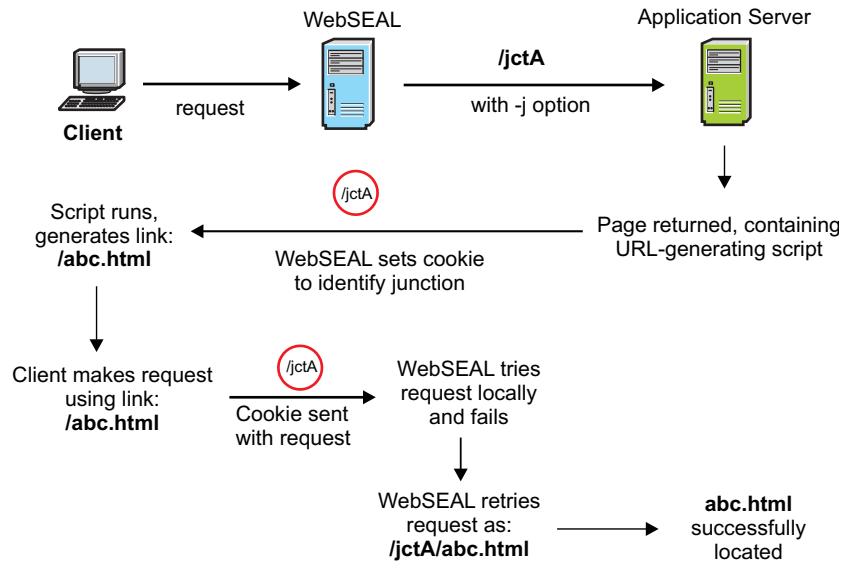 WebSEAL
Application Server
Client
request
/jctA
with -j option
/jctA
Script runs,
generates link:
/abc.html
WebSEAL sets cookie
to identify junction
Page returned, containing
URL-generating script
Client makes request
using link:
/abc.html
/jctA
Cookie sent
with request
WebSEAL tries
request locally
and fails
WebSEAL retries
request as:
/jctA/abc.html
abc.html
successfully
located